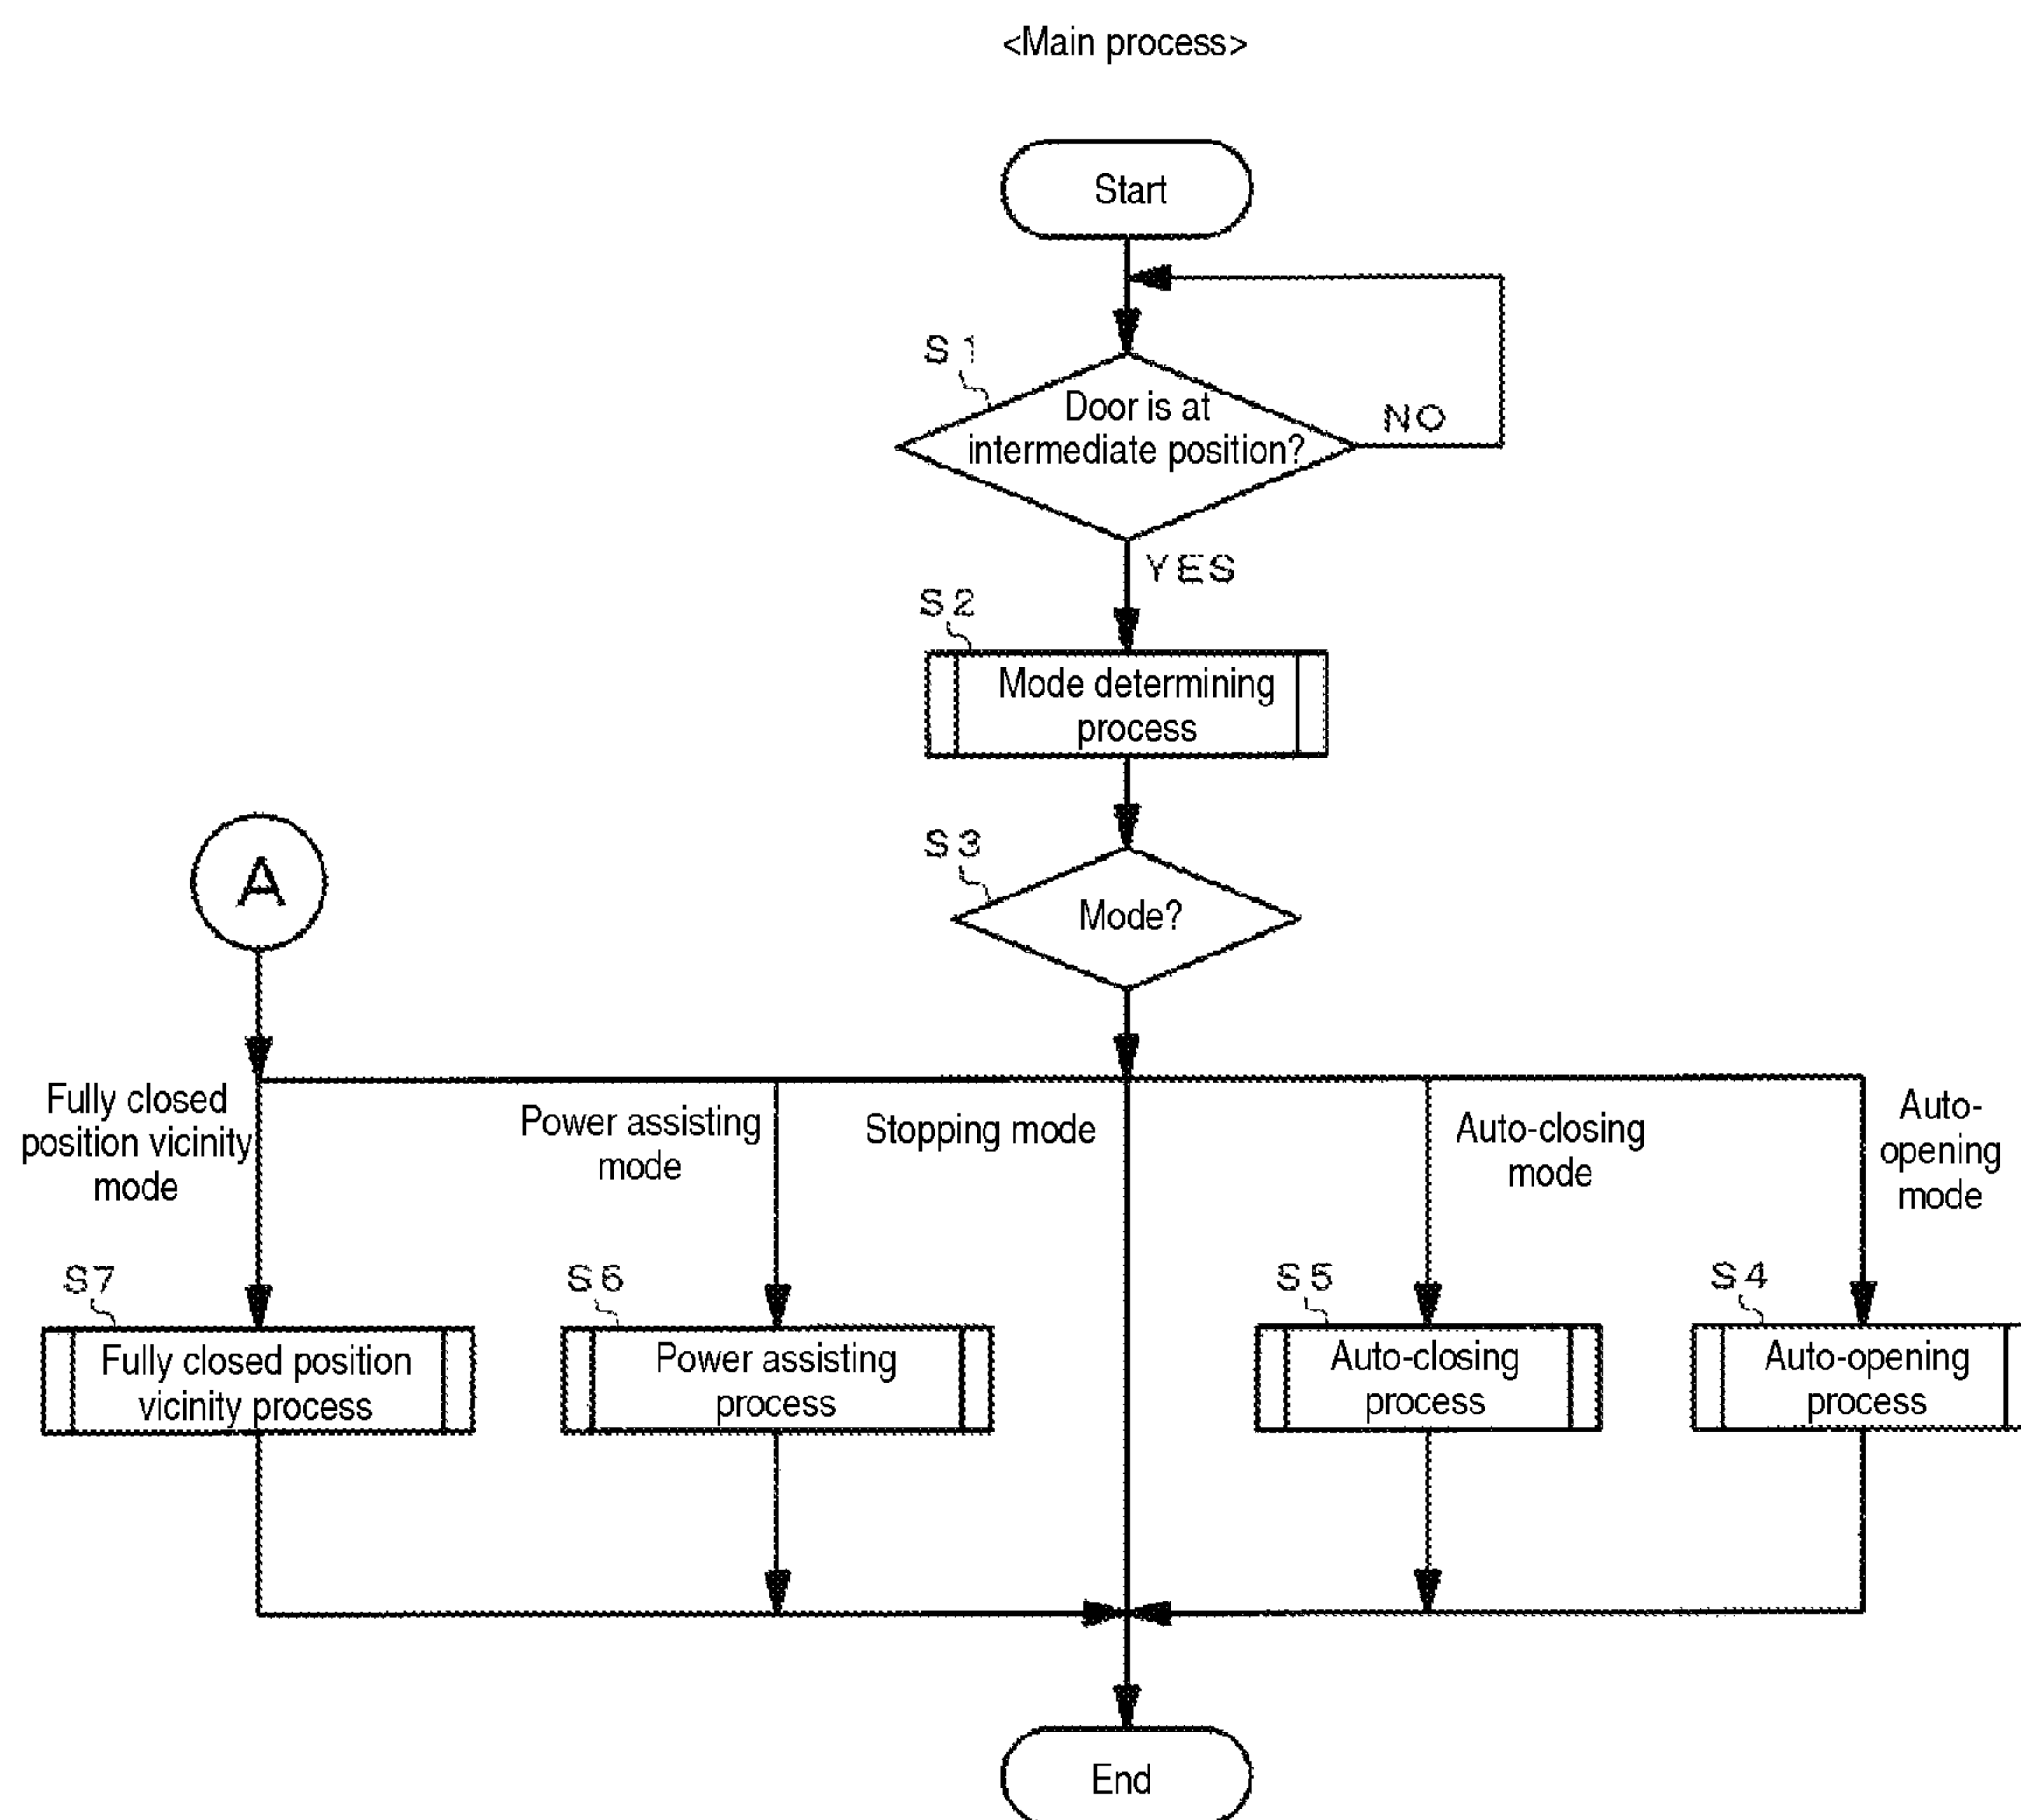 <Main process>
Start
S1
Door is at
intermediate position?
NO
YES
S2
Mode determining
process
S3
Mode?
A
Fully closed
position vicinity
mode
Power assisting
mode
Stopping mode
Auto-closing
mode
Auto-
opening
mode
S7
Fully closed position
vicinity process
S6
Power assisting
process
S5
Auto-closing
process
S4
Auto-opening
process
End